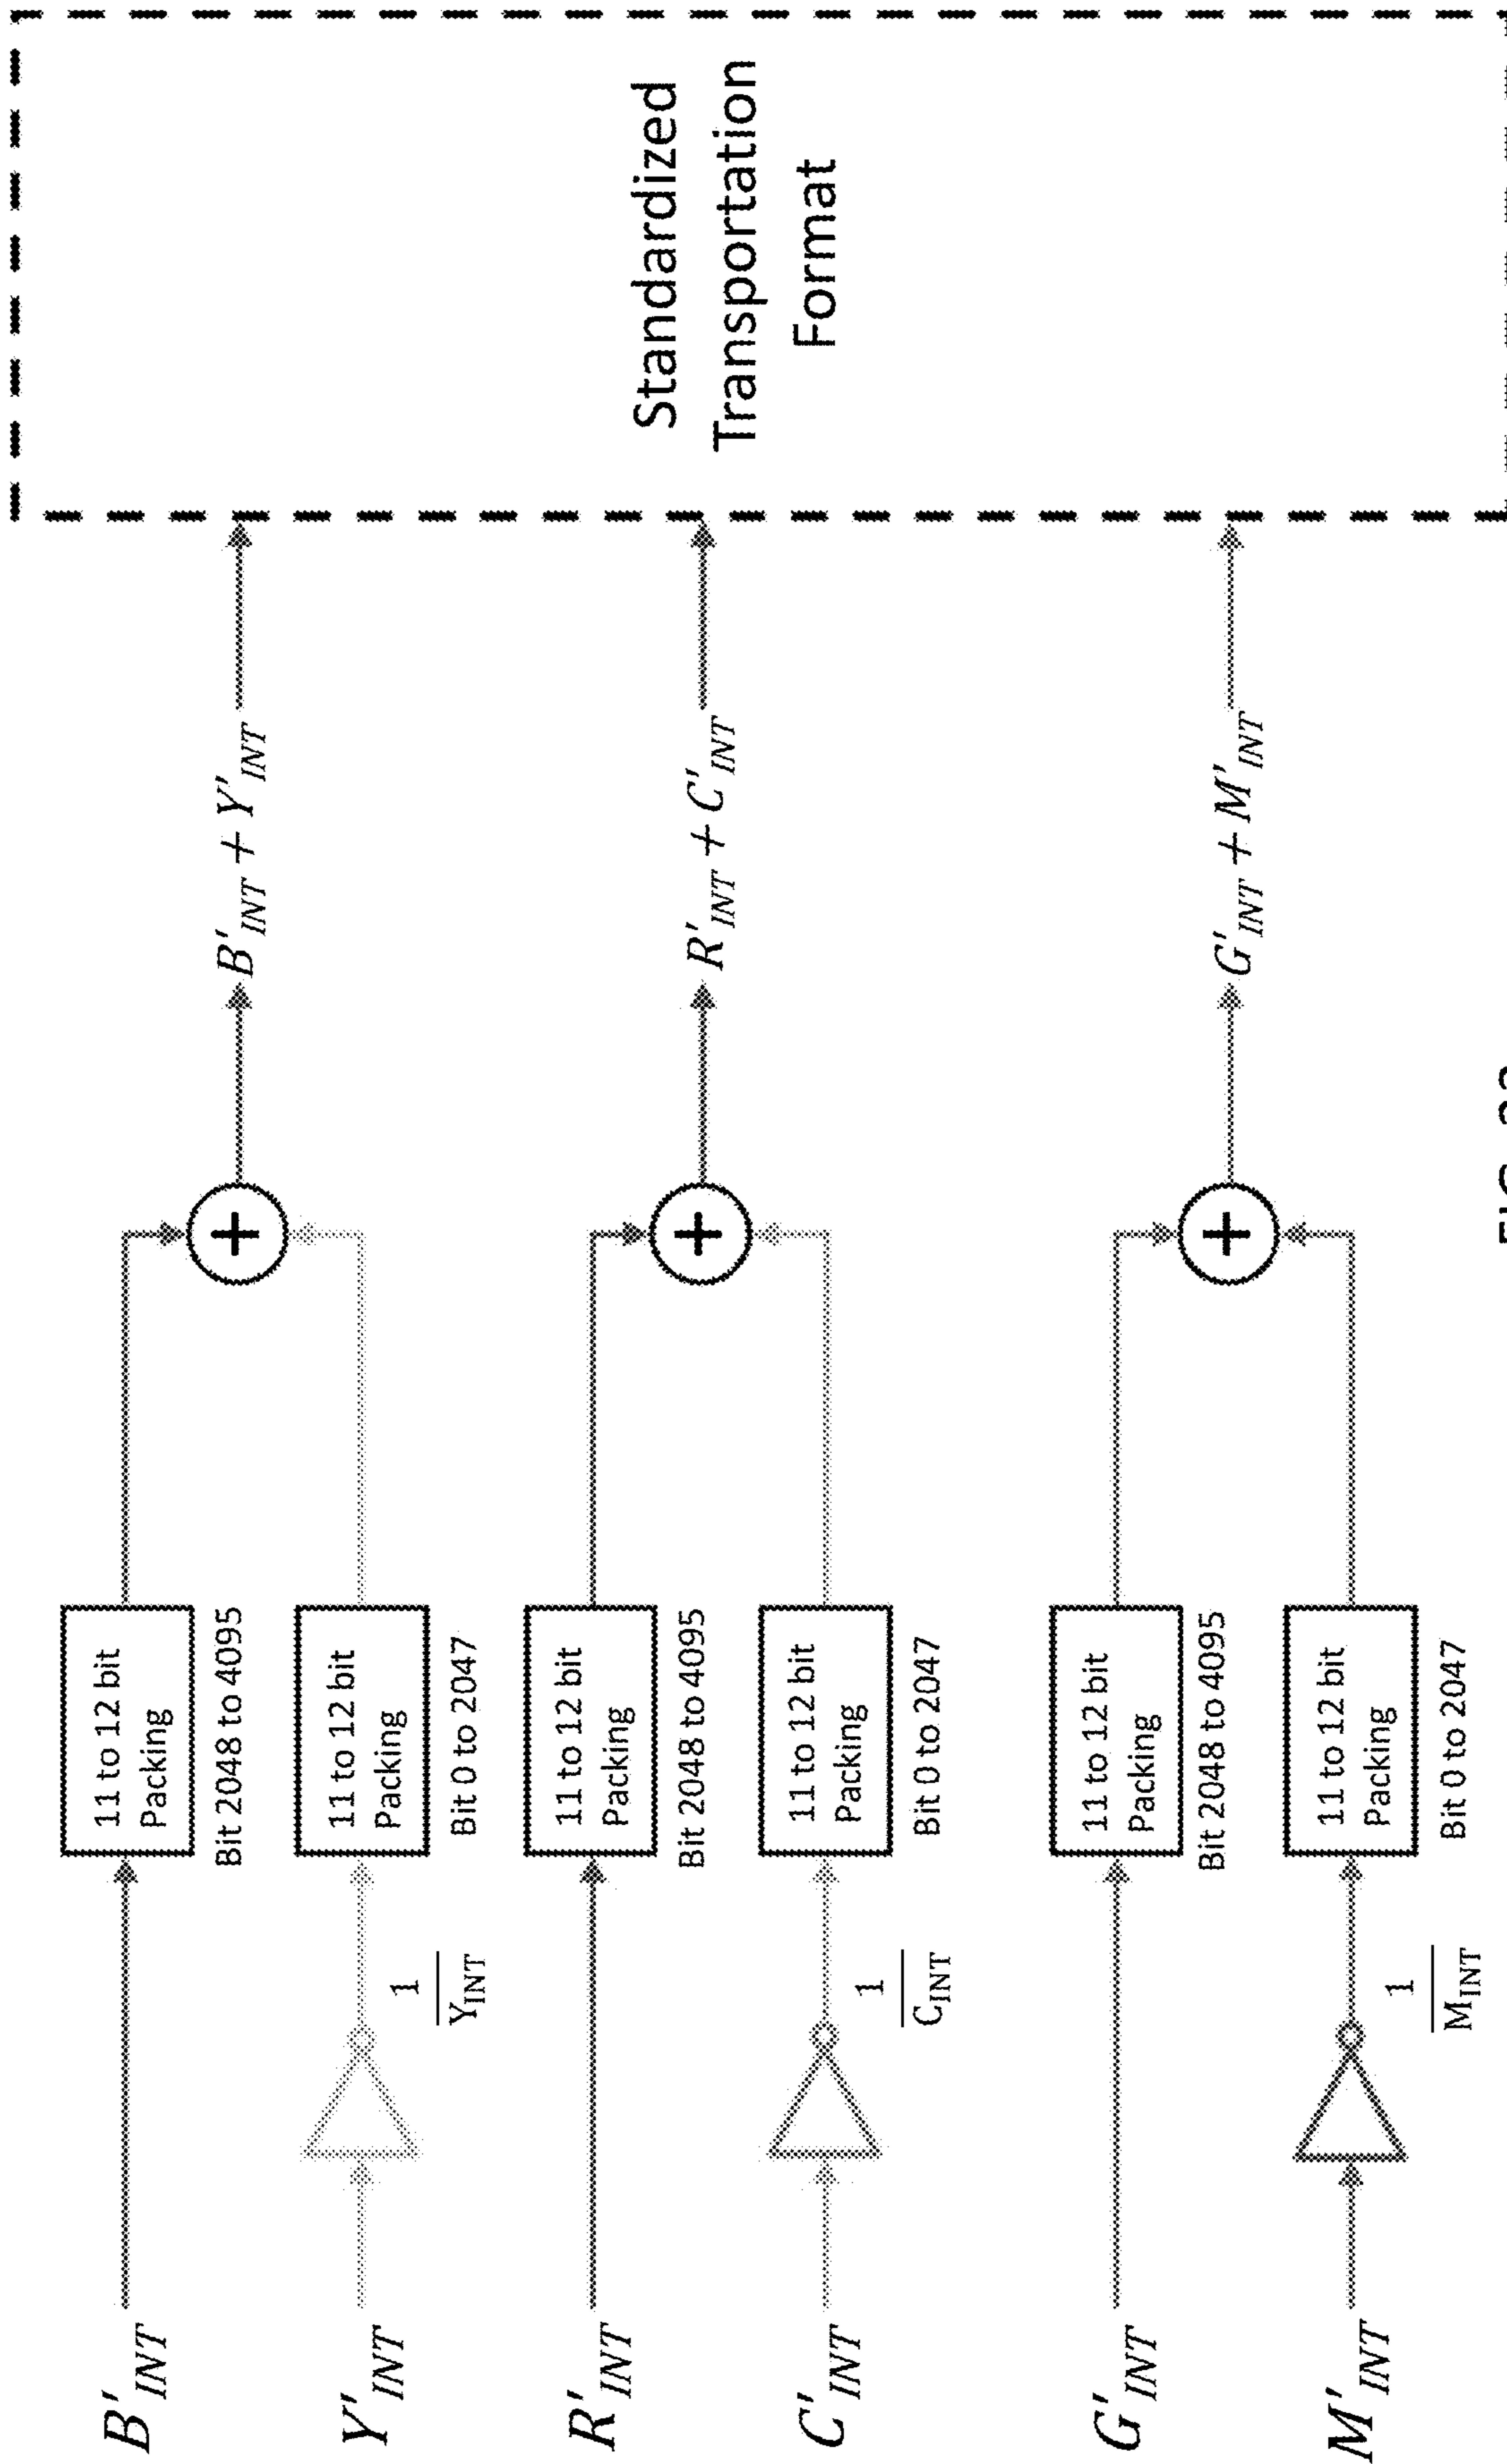 B'INT
11 to 12 bit
Packing
Bit 2048 to 4095
Y'INT
1
YINT
11 to 12 bit
Packing
Bit 0 to 2047
B'INT + Y'INT
R'INT
11 to 12 bit
Packing
Bit 2048 to 4095
C'INT
1
CINT
11 to 12 bit
Packing
Bit 0 to 2047
R'INT + C'INT
G'INT
11 to 12 bit
Packing
Bit 2048 to 4095
M'INT
1
MINT
11 to 12 bit
Packing
Bit 0 to 2047
G'INT + M'INT
+
+
+
Standardized
Transportation
Format